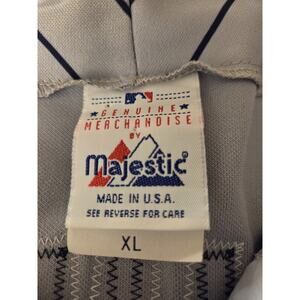 GENUINE
MERCHANDISE
BY
Majestic®
MADE IN U.S.A.
SEE REVERSE FOR CARE
XL